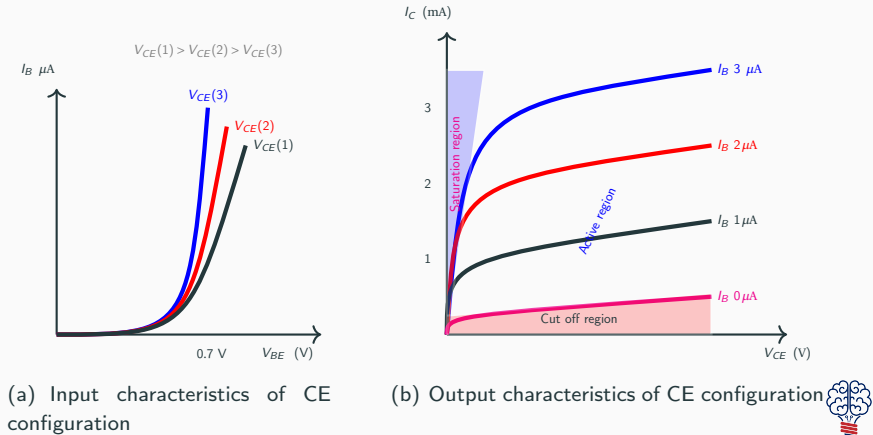 V_CE(1) > V_CE(2) > V_CE(3)
I_B μA
V_CE(3)
V_CE(2)
V_CE(1)
0.7 V
V_BE (V)
(a) Input characteristics of CE
configuration
I_C (mA)
3
2
1
Saturation region
Active region
Cut off region
I_B 3 μA
I_B 2μA
I_B 1μA
I_B 0μA
V_CE (V)
(b) Output characteristics of CE configuration